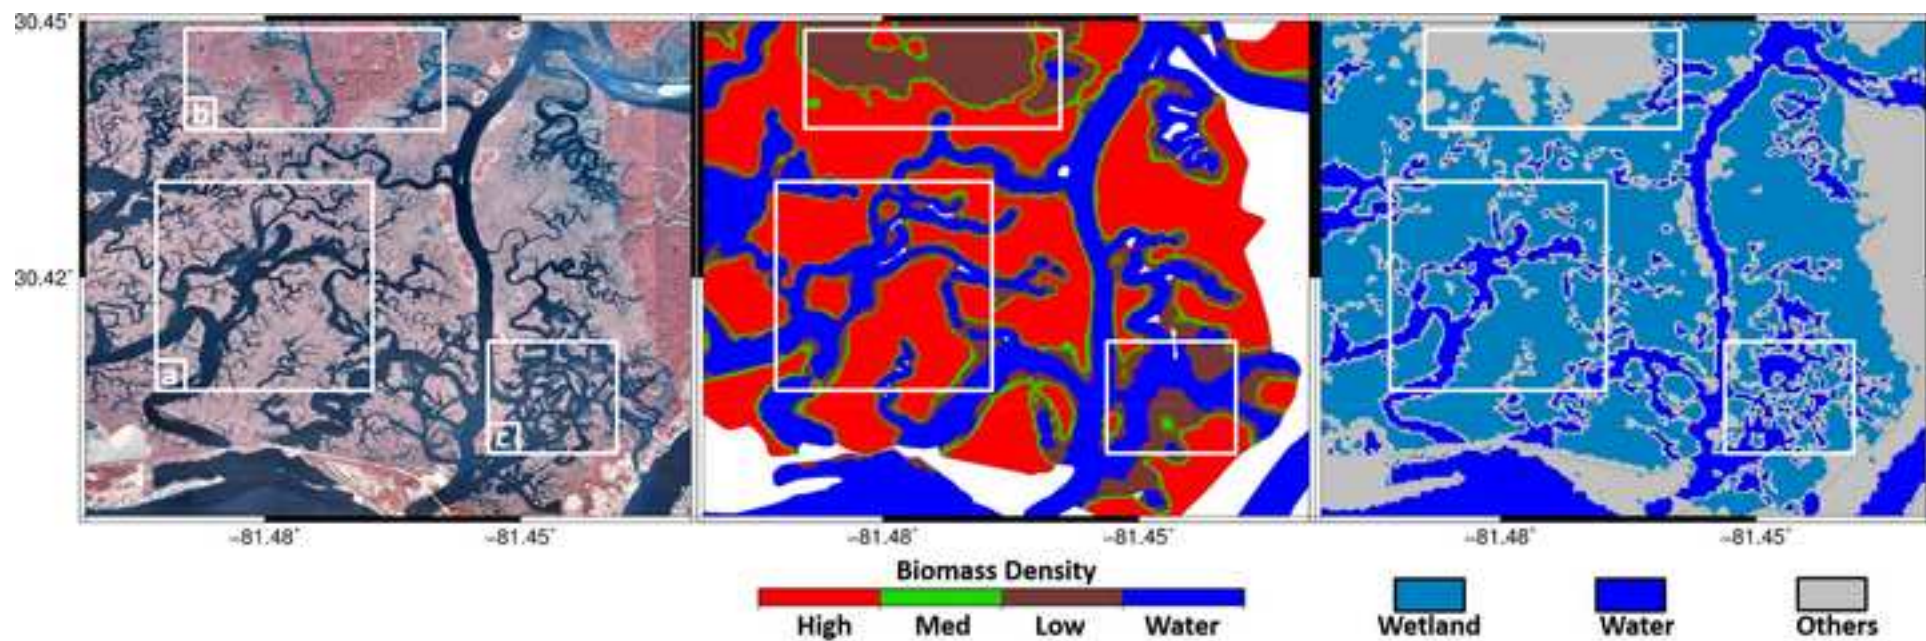 30.45°
b
a
c
30.42°
-81.48° -81.45° -81.48° -81.45° -81.48° -81.45°
Biomass Density
High Med Low Water
Wetland Water Others